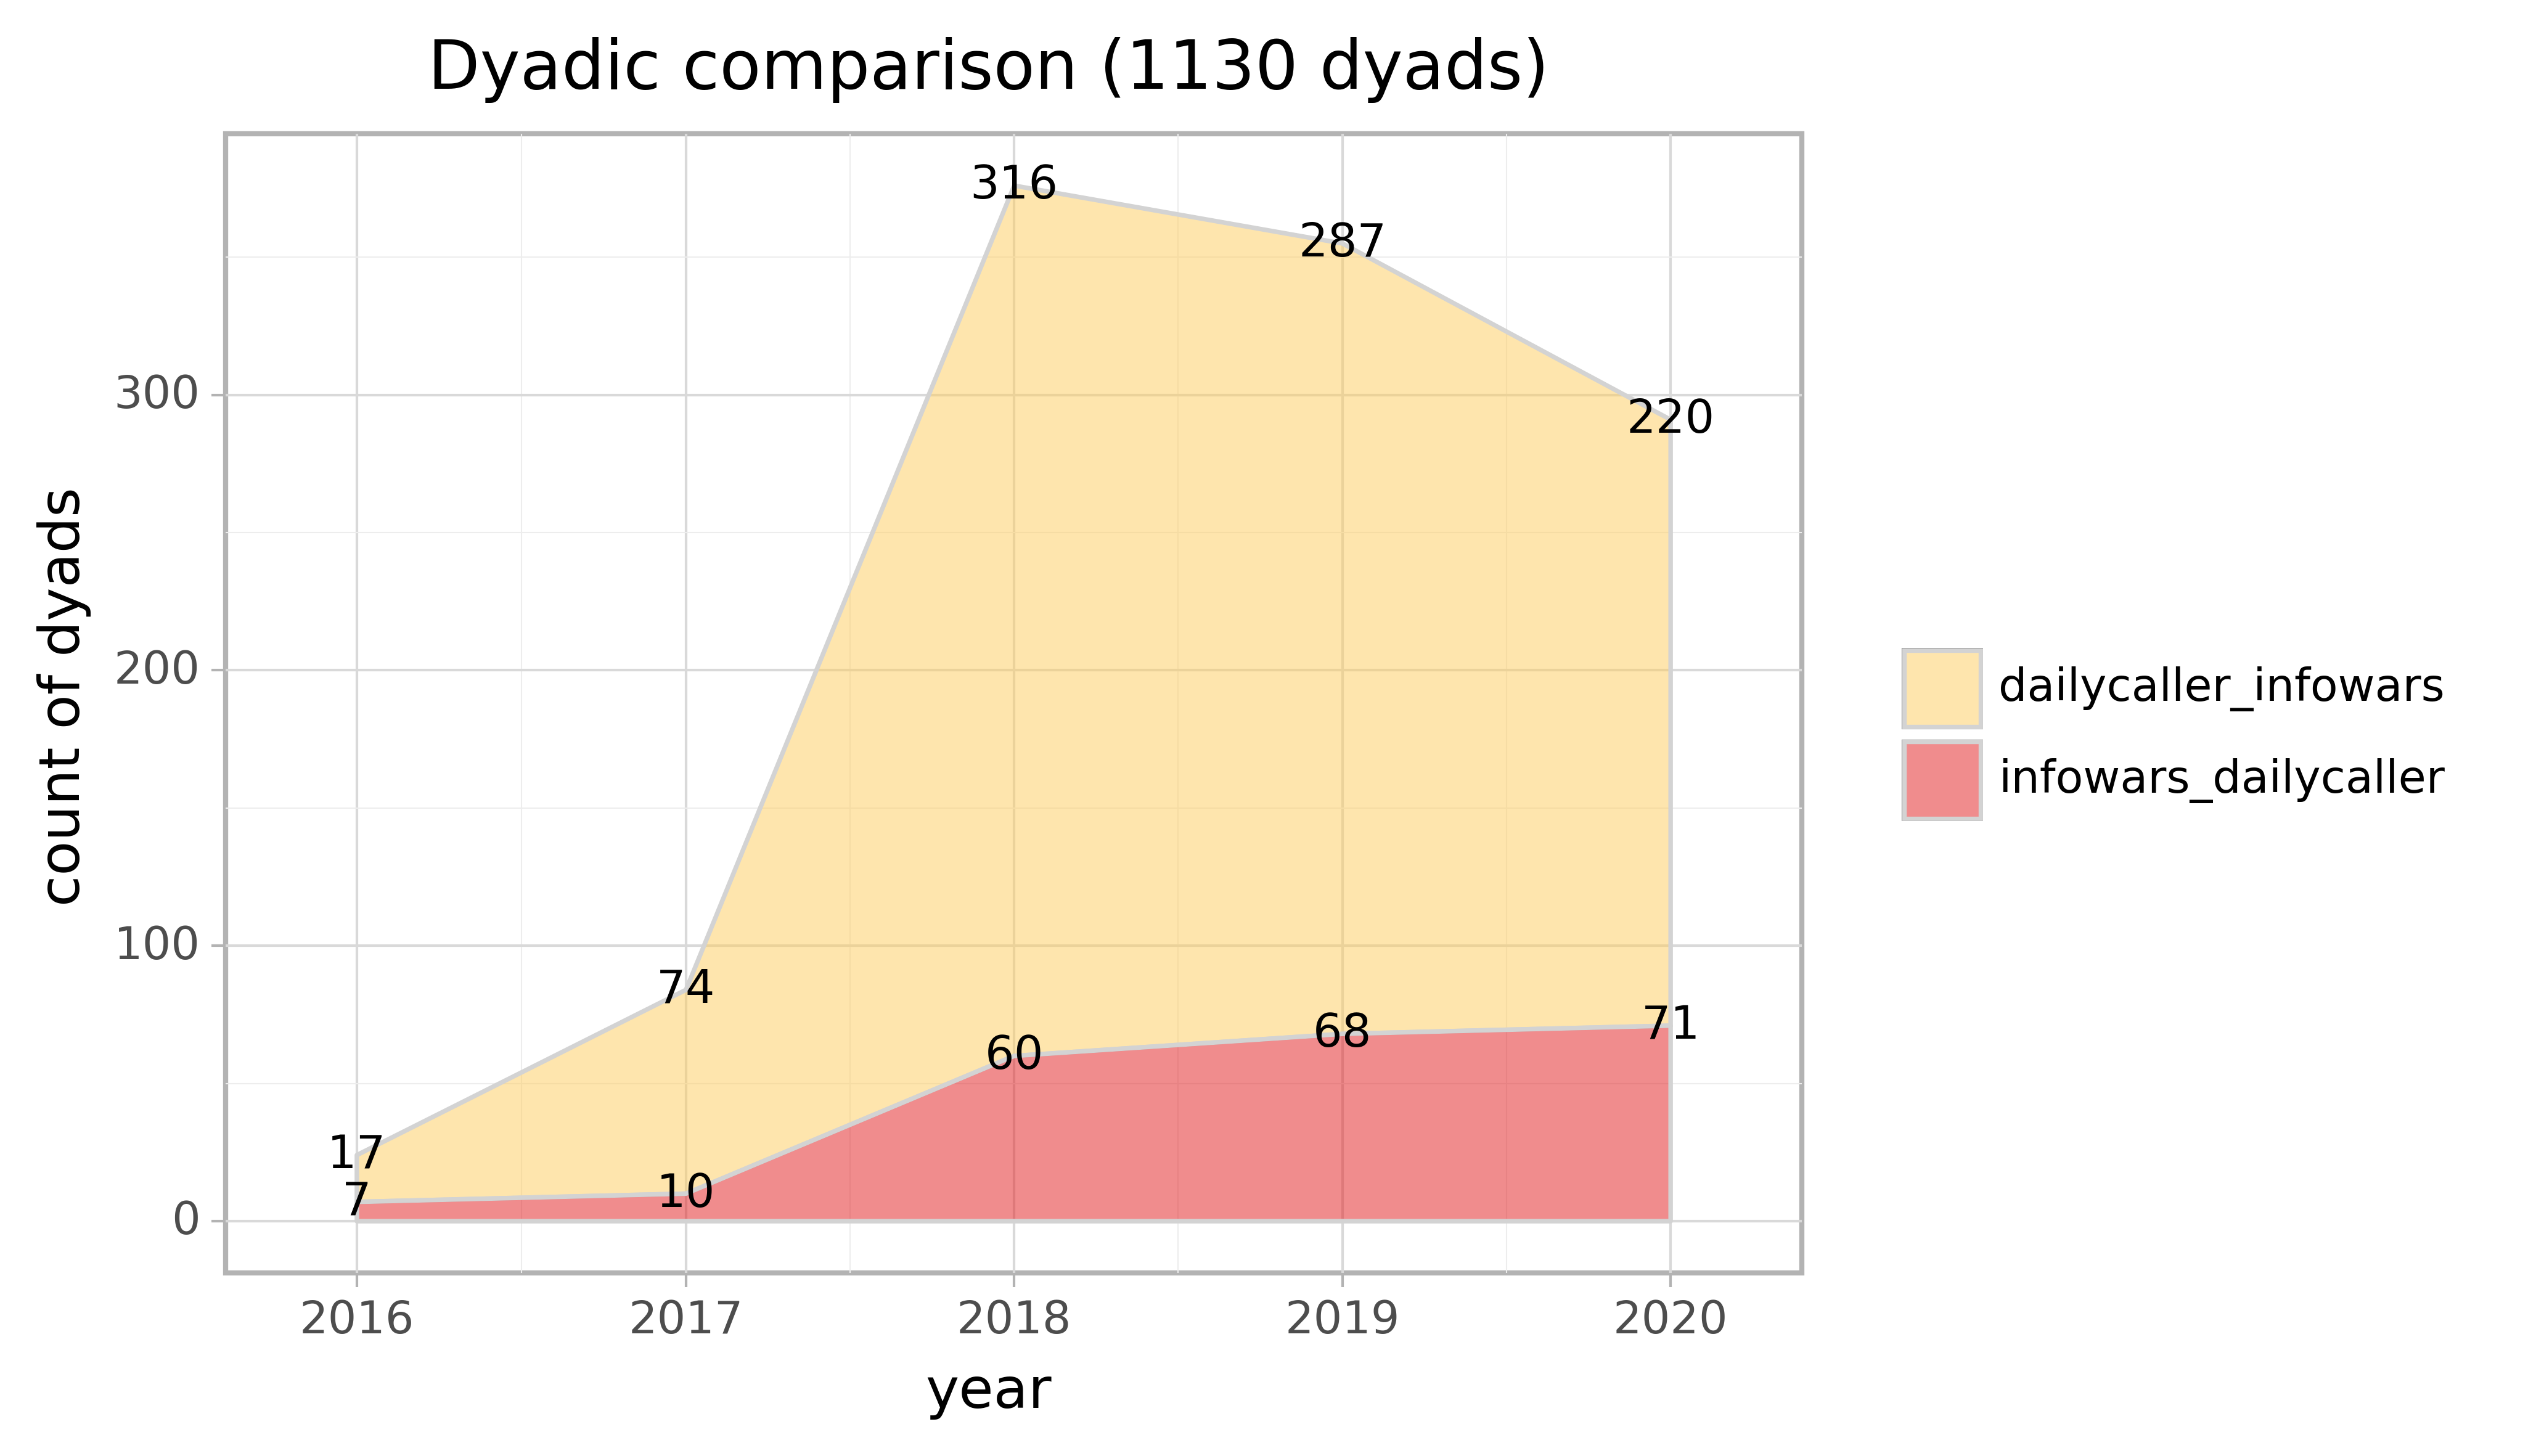 Dyadic comparison (1130 dyads)
316
287
300
220
dailycaller_infowars
200
infowars_dailycaller
count of dyads
100
74
60
68
71
17
7
10
0
2016 2017 2018 2019 2020
year